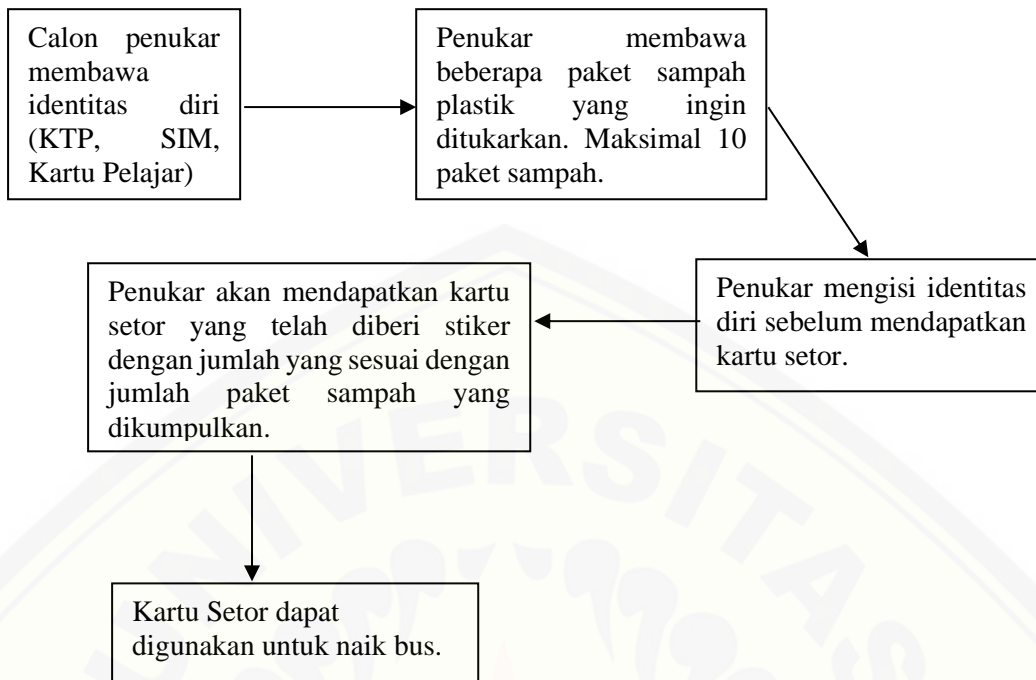 Calon penukar
membawa
identitas diri
(KTP, SIM,
Kartu Pelajar)
Penukar membawa
beberapa paket sampah
plastik yang ingin
ditukarkan. Maksimal 10
paket sampah.
Penukar mengisi identitas
diri sebelum mendapatkan
kartu setor.
Penukar akan mendapatkan kartu
setor yang telah diberi stiker
dengan jumlah yang sesuai dengan
jumlah paket sampah yang
dikumpulkan.
Kartu Setor dapat
digunakan untuk naik bus.
UNIVERSITAS